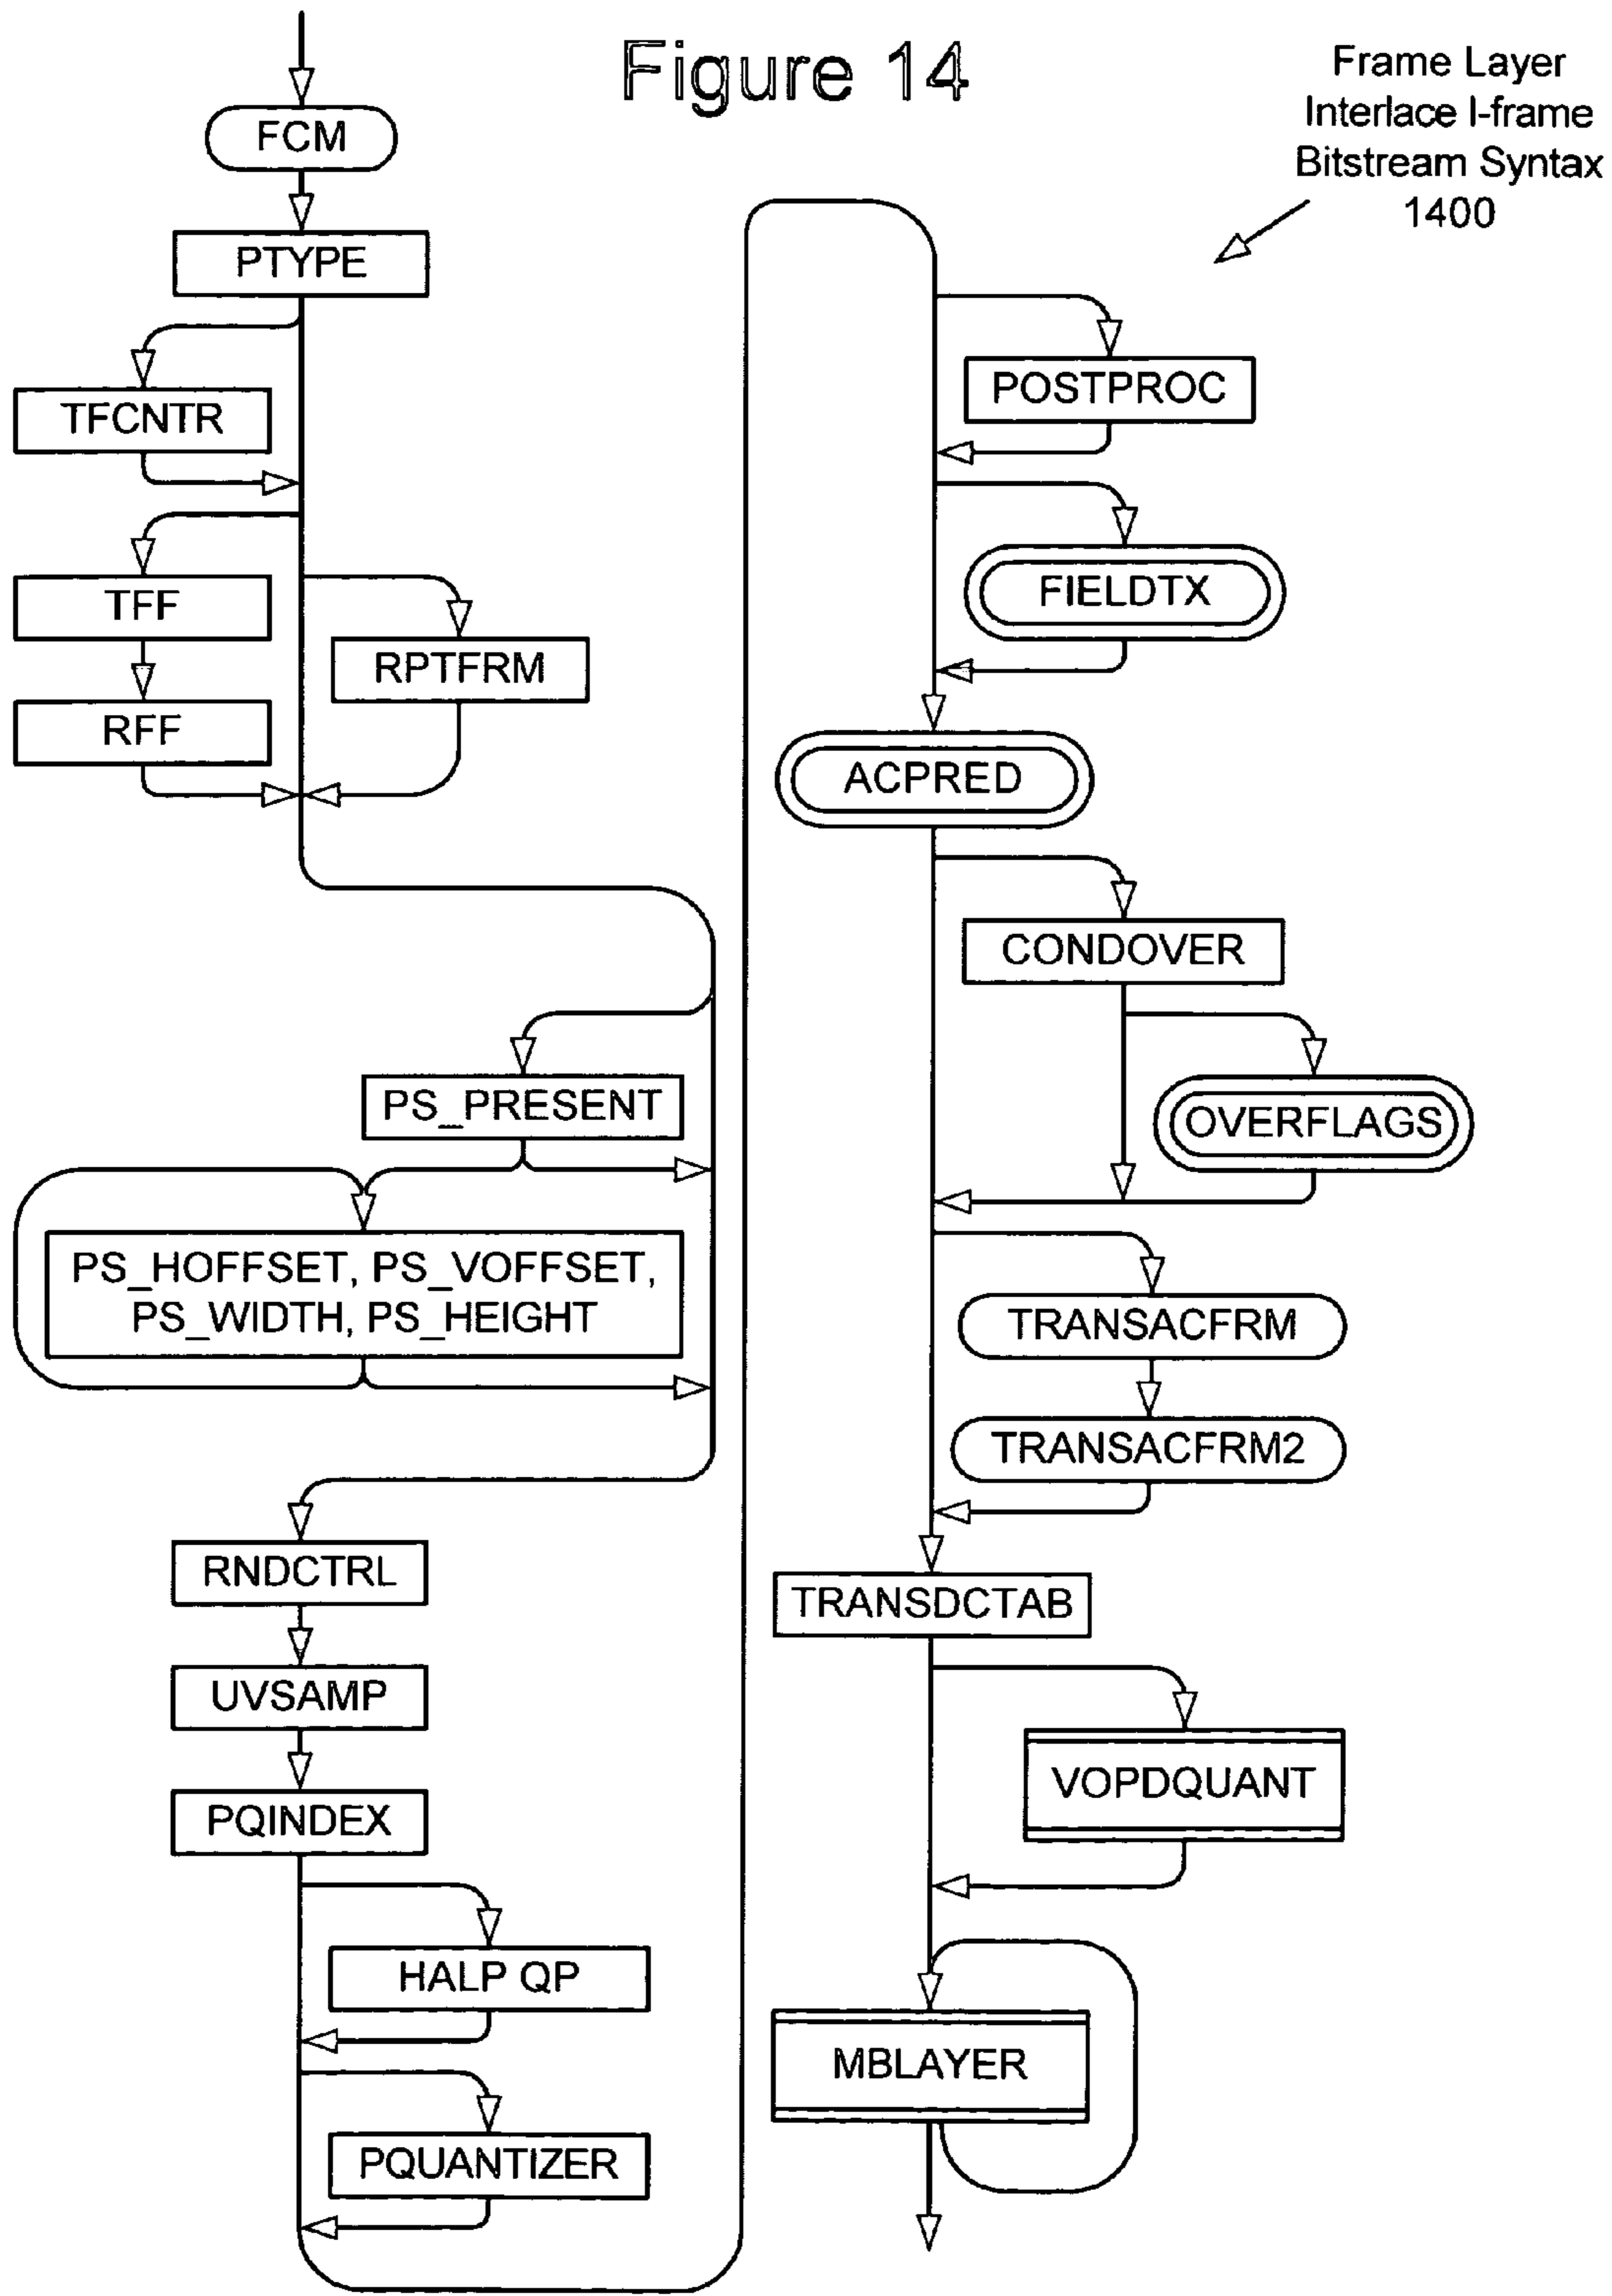 Figure 14
Frame Layer
Interlace I-frame
Bitstream Syntax
1400
FCM
PTYPE
TFCNTR
TFF
RPTFRM
RFF
PS_PRESENT
PS_HOFFSET, PS_VOFFSET,
PS_WIDTH, PS_HEIGHT
RNDCTRL
UVSAMP
PQINDEX
HALP QP
PQUANTIZER
POSTPROC
FIELDTX
ACPRED
CONDOVER
OVERFLAGS
TRANSACFRM
TRANSACFRM2
TRANSDCTAB
VOPDQUANT
MBLAYER